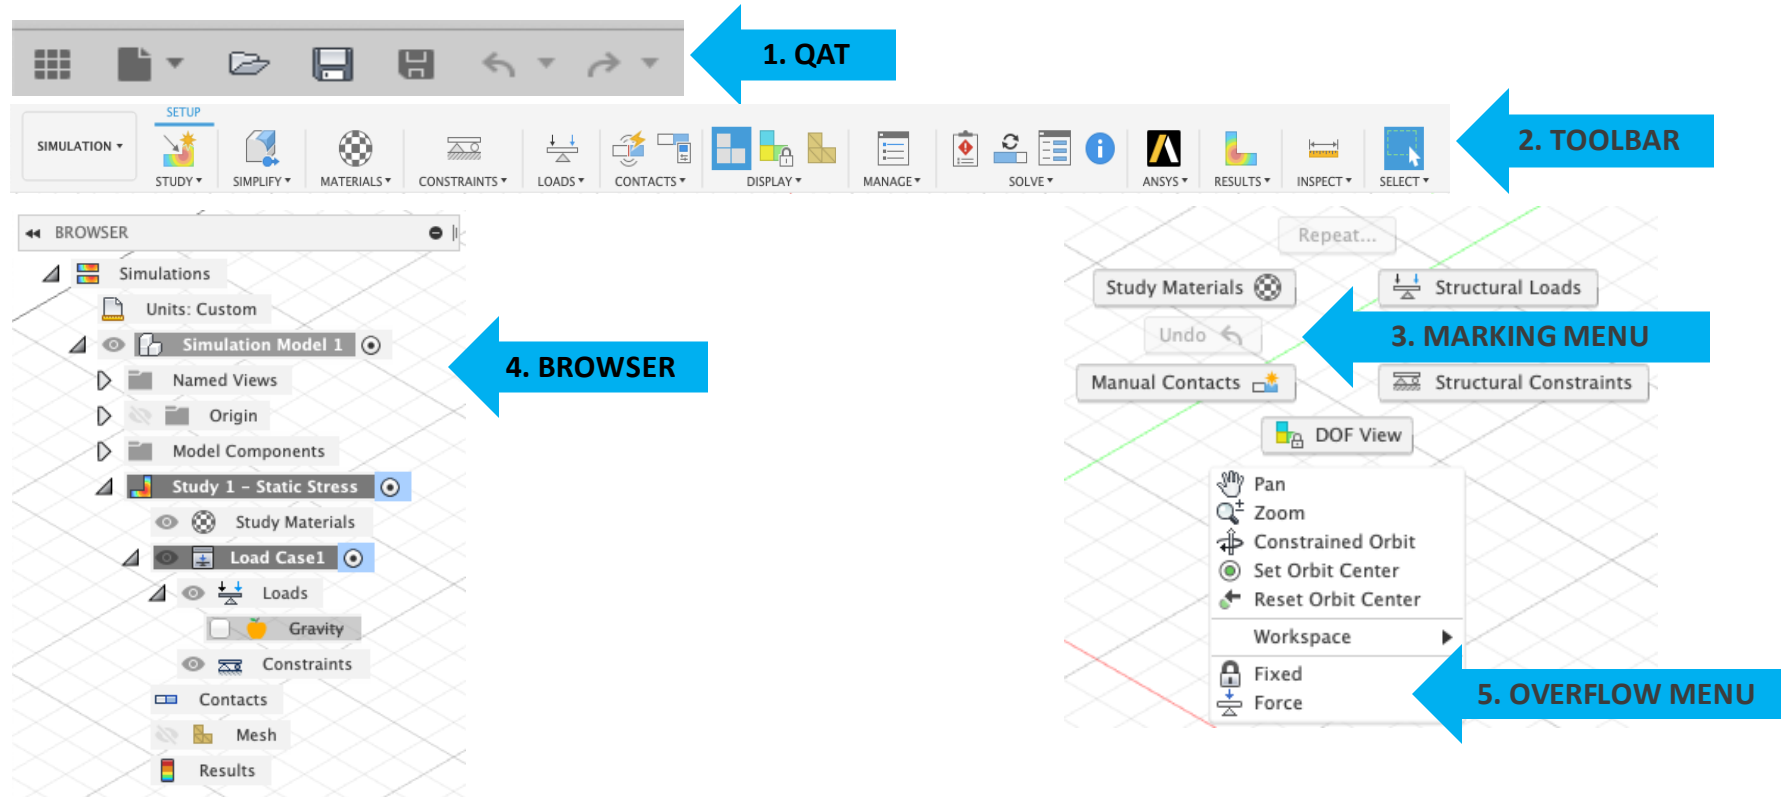 1. QAT
SETUP
SIMULATION
STUDY
SIMPLIFY
MATERIALS
CONSTRAINTS
LOADS
CONTACTS
DISPLAY
MANAGE
SOLVE
ANSYS
RESULTS
INSPECT
SELECT
2. TOOLBAR
BROWSER
Simulations
Units: Custom
Simulation Model 1
Named Views
Origin
Model Components
Study 1 - Static Stress
Study Materials
Load Case1
Loads
Gravity
Constraints
Contacts
Mesh
Results
4. BROWSER
Repeat...
Study Materials
Structural Loads
Undo
3. MARKING MENU
Manual Contacts
Structural Constraints
DOF View
Pan
Zoom
Constrained Orbit
Set Orbit Center
Reset Orbit Center
Workspace
Fixed
Force
5. OVERFLOW MENU